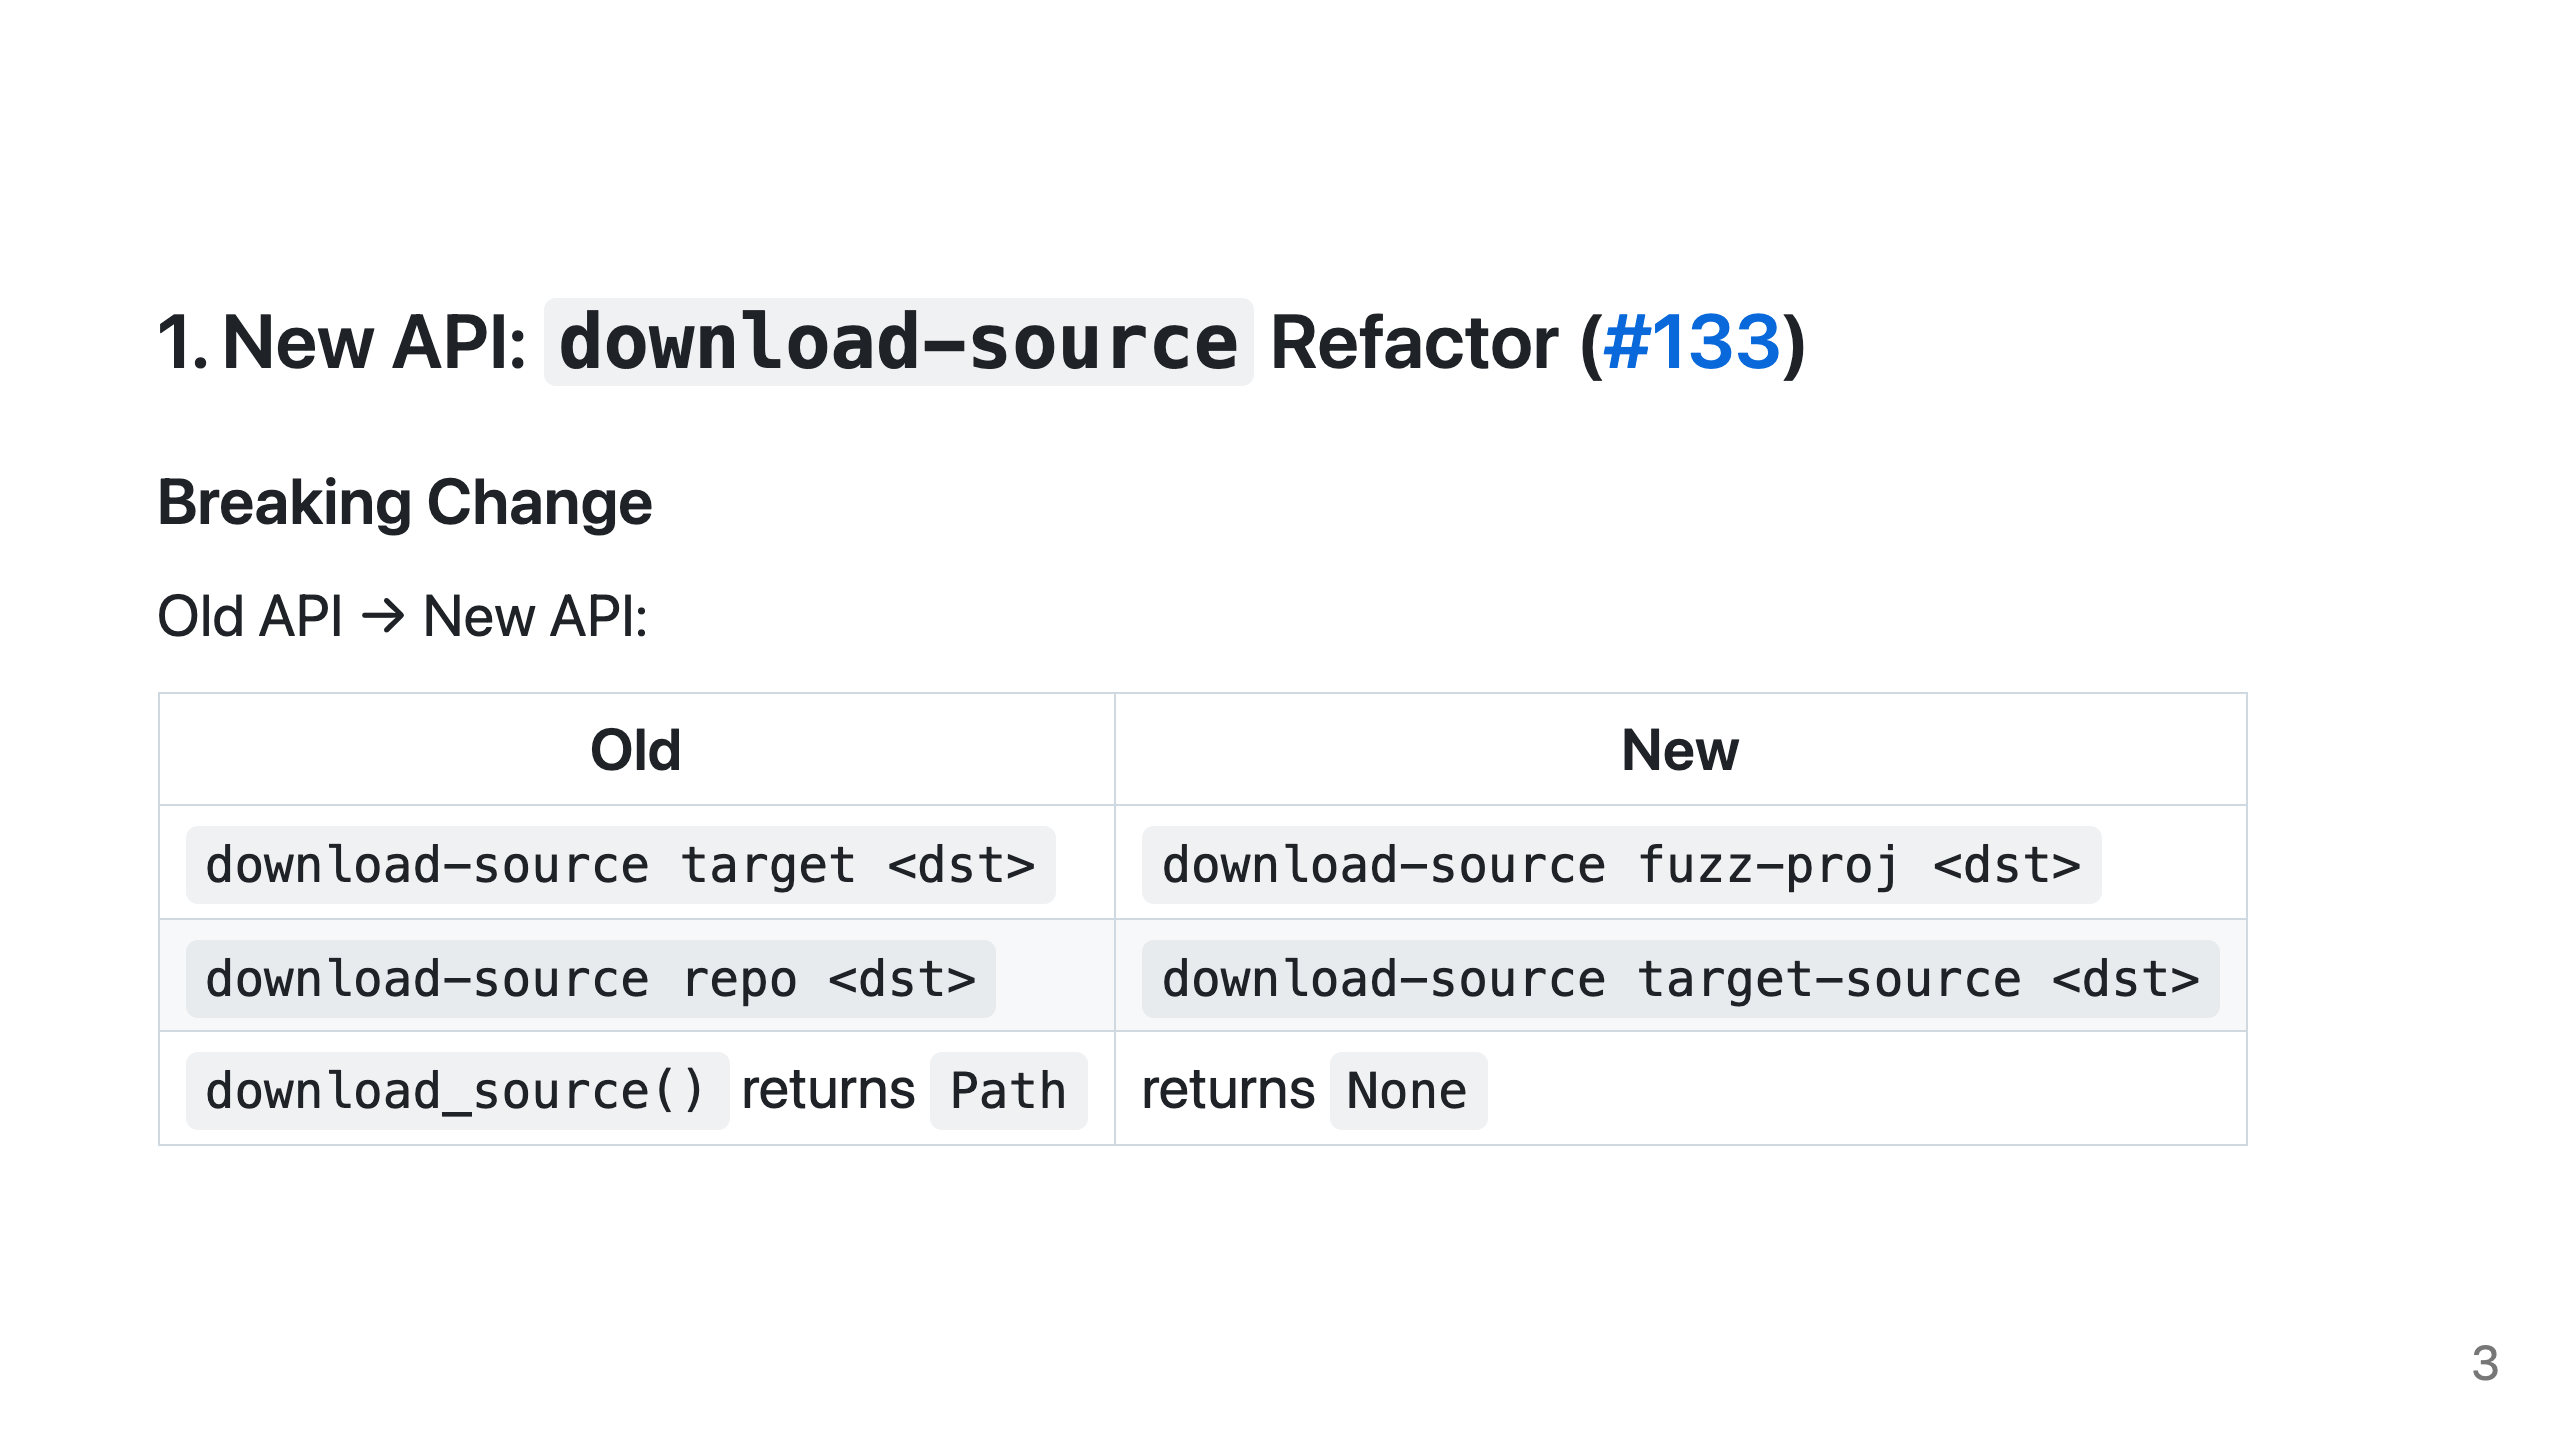 1. New API: download-source Refactor (#133)
Breaking Change
Old API → New API:
Old New
download-source target <dst> download-source fuzz-proj <dst>
download-source repo <dst> download-source target-source <dst>
download_source() returns Path returns None
3